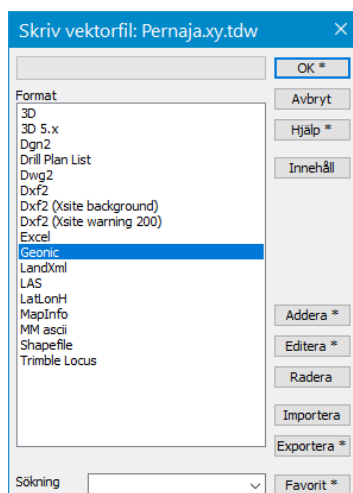 Skriv vektorfil: Pernaja.xy.tdw
OK *
Format
Avbryt
Hjälp *
Innehåll
3D
3D 5.x
Dgn2
Drill Plan List
Dwg2
Dxf2
Dxf2 (Xsite background)
Dxf2 (Xsite warning 200)
Excel
Geonic
LandXml
LAS
LatLonH
MapInfo
MM ascii
Shapefile
Trimble Locus
Addera *
Editera *
Radera
Importera
Exportera *
Sökning
Favorit *